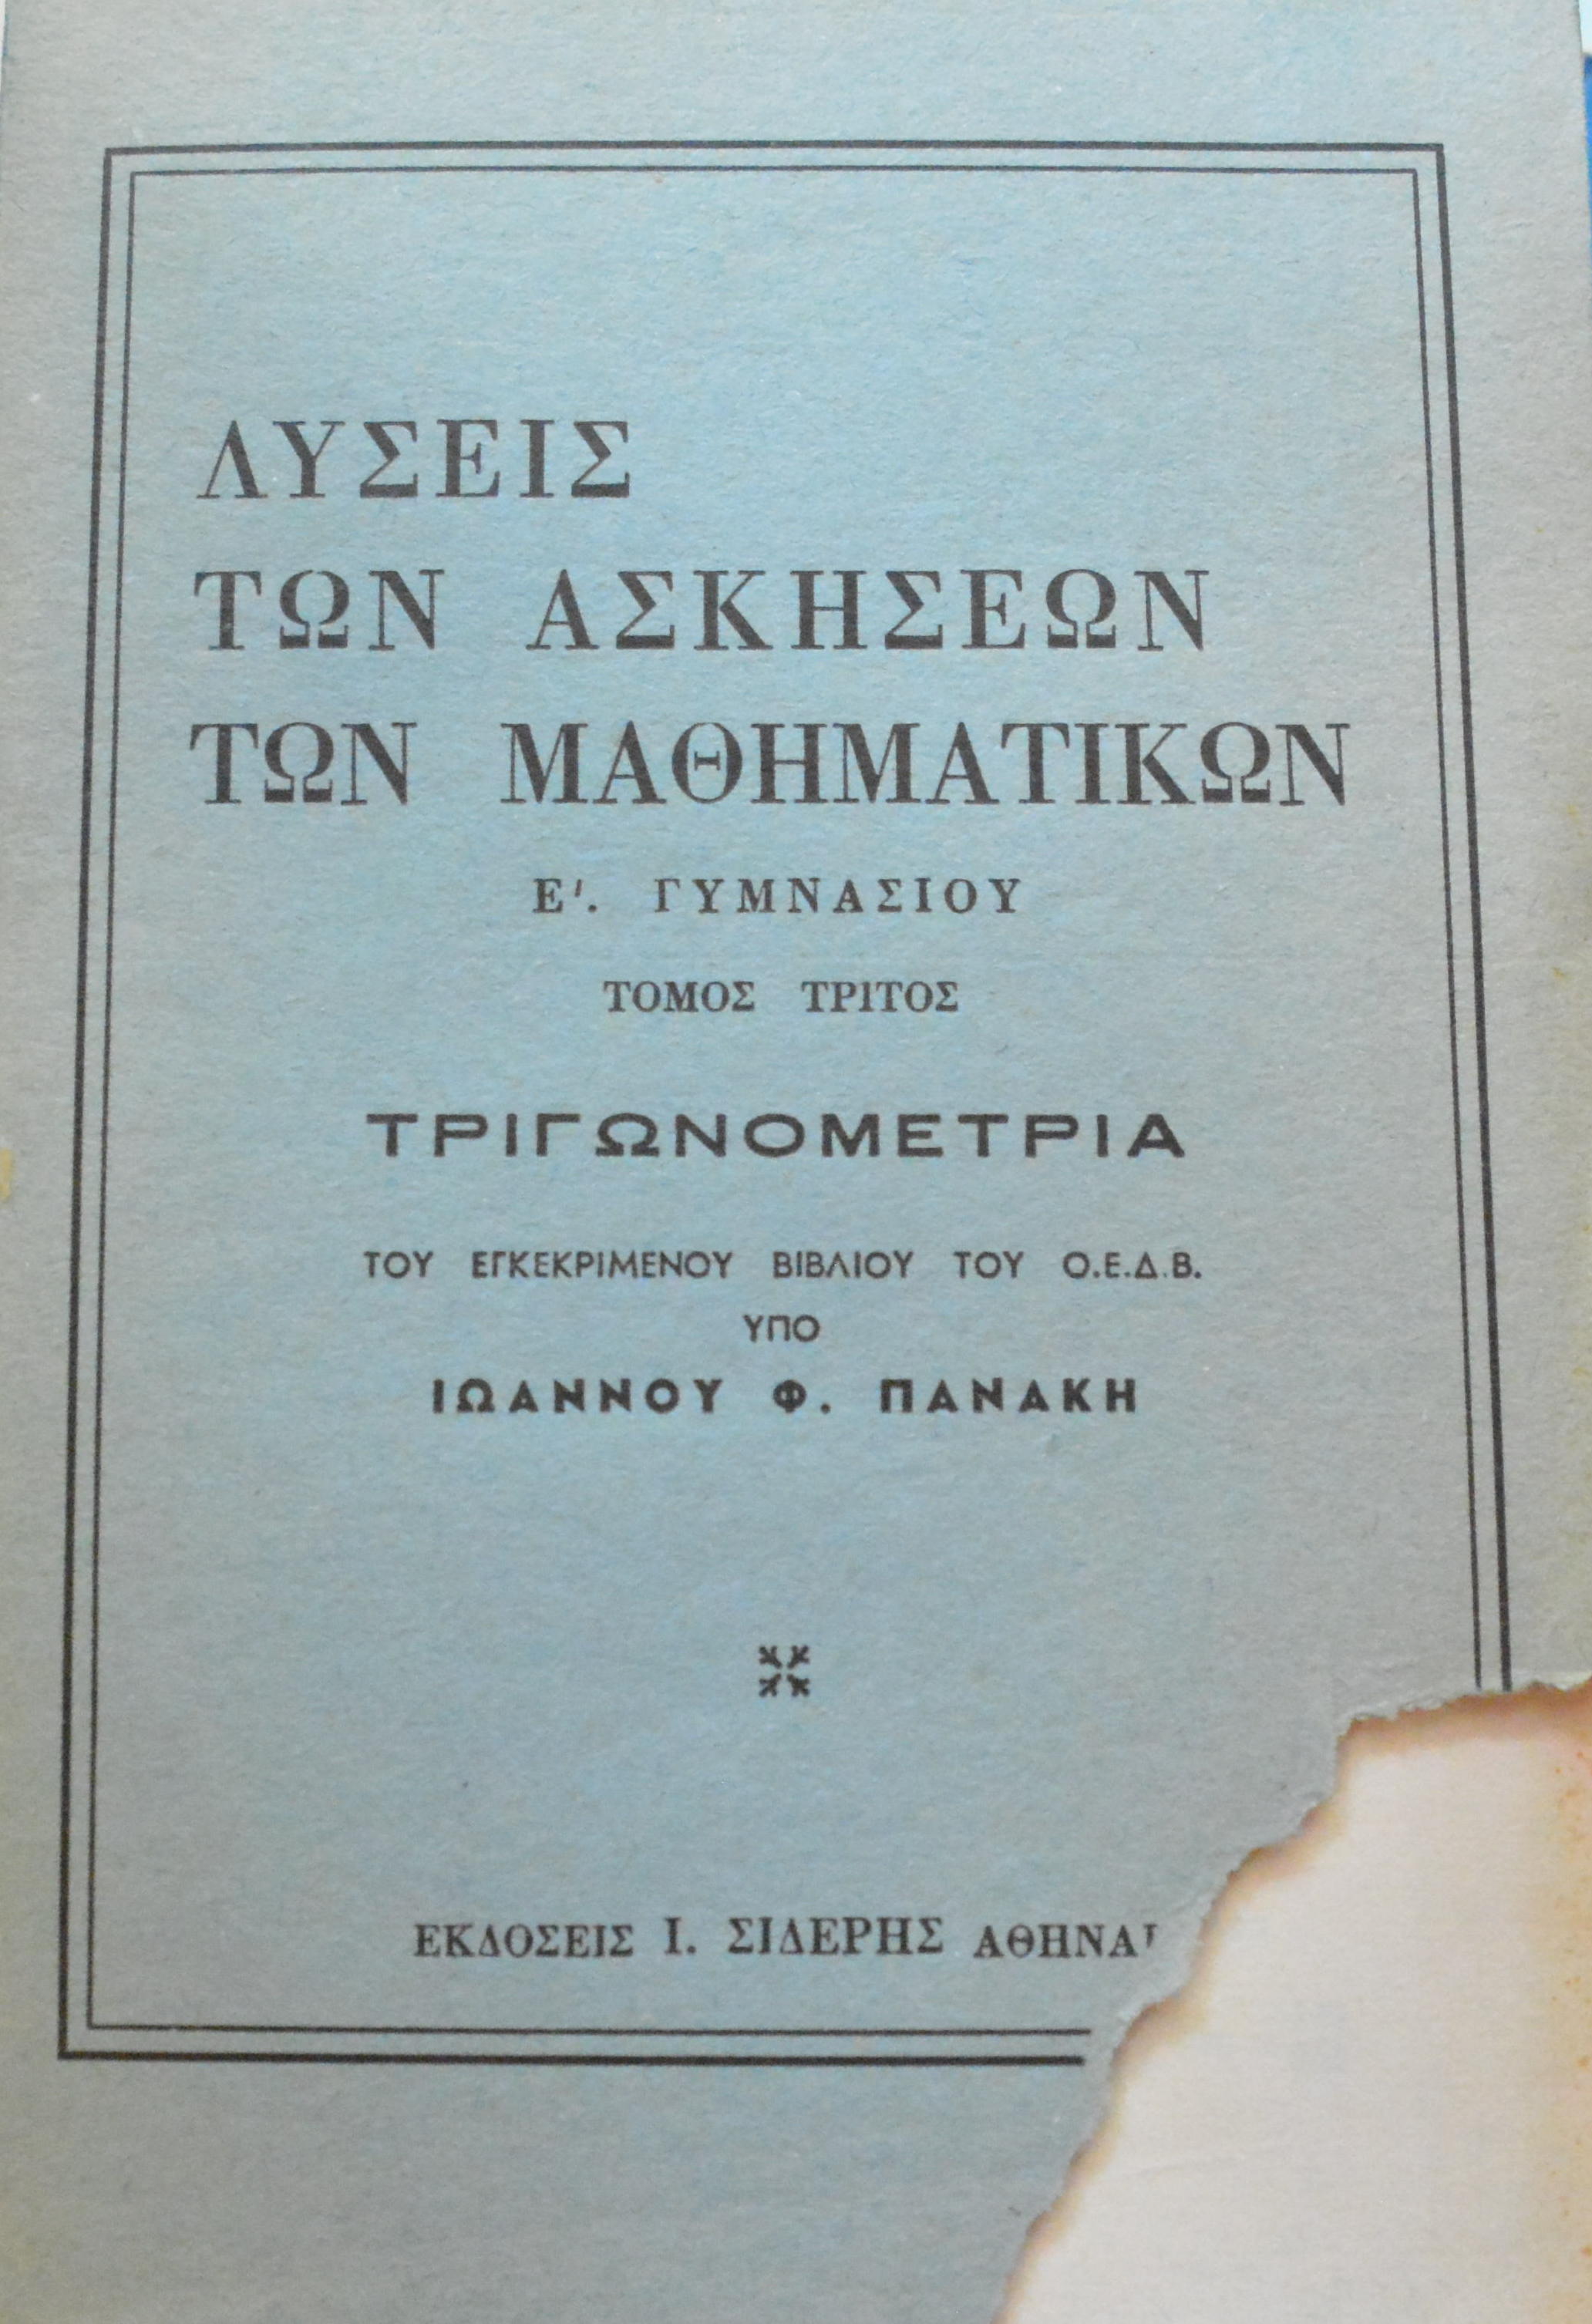 ΛΥΣΕΙΣ
ΤΩΝ ΑΣΚΗΣΕΩΝ
ΤΩΝ ΜΑΘΗΜΑΤΙΚΩΝ
Ε'. ΓΥΜΝΑΣΙΟΥ
ΤΟΜΟΣ ΤΡΙΤΟΣ
ΤΡΙΓΩΝΟΜΕΤΡΙΑ
ΤΟΥ ΕΓΚΕΚΡΙΜΕΝΟΥ ΒΙΒΛΙΟΥ ΤΟΥ Ο.Ε.Δ.Β.
ΥΠΟ
ΙΩΑΝΝΟΥ Φ. ΠΑΝΑΚΗ
ΕΚΔΟΣΕΙΣ Ι. ΣΙΔΕΡΗΣ ΑΘΗΝΑΙ